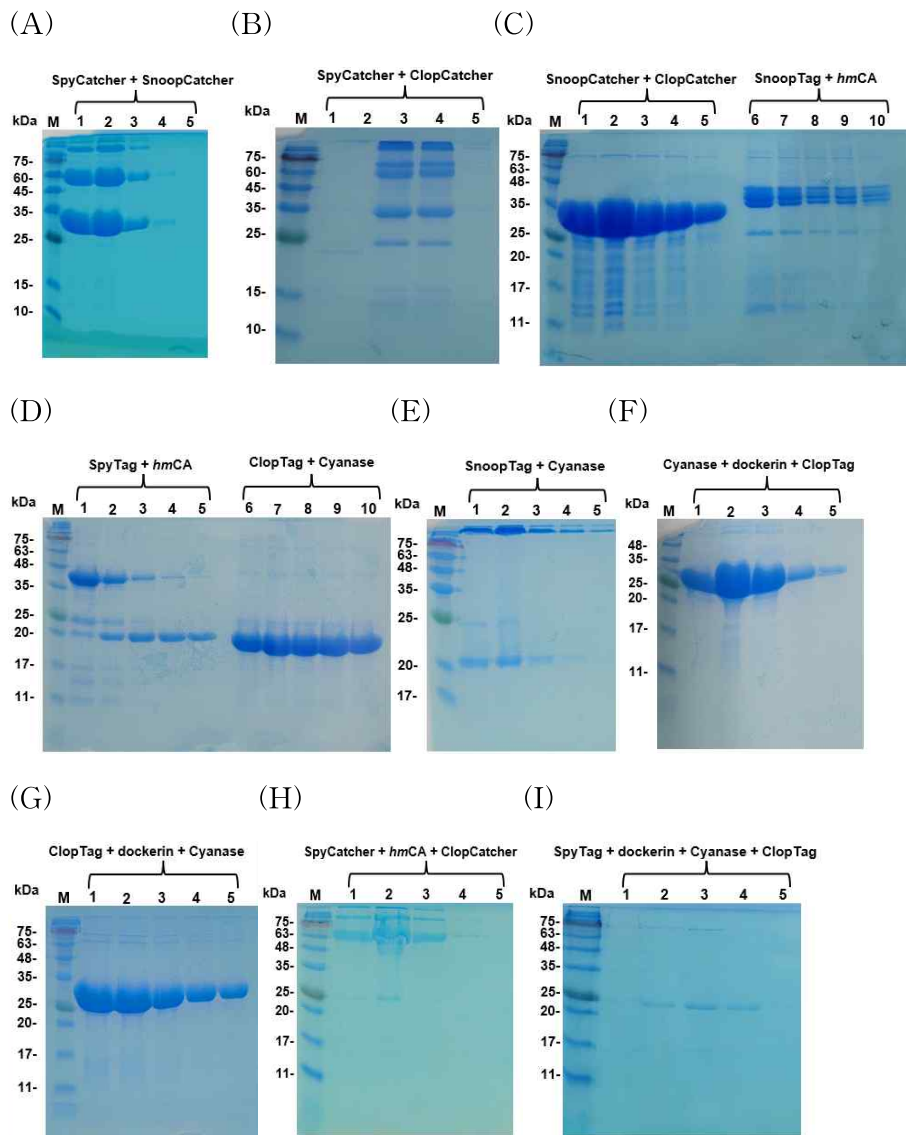 (A)
SpyCatcher + SnoopCatcher
kDa M 1 2 3 4 5
75-
60-
45-
35-
25-
15-
10-
(B)
SpyCatcher + ClopCatcher
kDa M 1 2 3 4 5
75-
60-
45-
35-
25-
15-
10-
(C)
SnoopCatcher + ClopCatcher SnoopTag + hmCA
kDa M 1 2 3 4 5 6 7 8 9 10
75-
63-
48-
35-
25-
20-
17-
11-
(D)
SpyTag + hmCA ClopTag + Cyanase
kDa M 1 2 3 4 5 6 7 8 9 10
75-
63-
48-
35-
25-
20-
17-
11-
(E)
SnoopTag + Cyanase
kDa M 1 2 3 4 5
75-
63-
48-
35-
25-
20-
17-
(F)
Cyanase + dockerin + ClopTag
kDa M 1 2 3 4 5
48-
35-
25-
20-
17-
11-
(G)
ClopTag + dockerin + Cyanase
kDa M 1 2 3 4 5
75-
63-
48-
35-
25-
20-
17-
11-
(H)
SpyCatcher + hmCA + ClopCatcher
kDa M 1 2 3 4 5
75-
63-
48-
35-
25-
20-
17-
11-
(I)
SpyTag + dockerin + Cyanase + ClopTag
kDa M 1 2 3 4 5
75-
63-
48-
35-
25-
20-
17-
11-